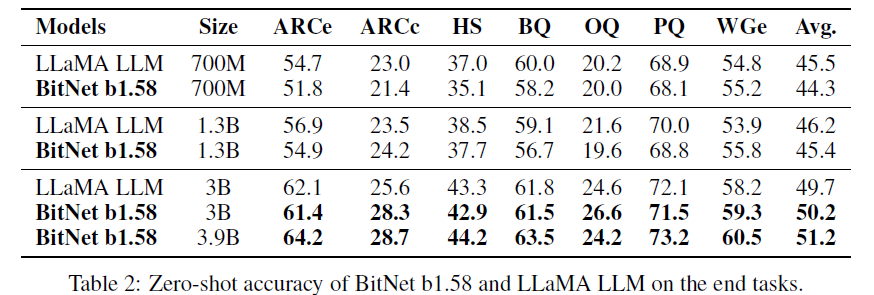 Models Size ARCe ARCc HS BQ OQ PQ WGe Avg.
LLaMA LLM 700M 54.7 23.0 37.0 60.0 20.2 68.9 54.8 45.5
BitNet b1.58 700M 51.8 21.4 35.1 58.2 20.0 68.1 55.2 44.3
LLaMA LLM 1.3B 56.9 23.5 38.5 59.1 21.6 70.0 53.9 46.2
BitNet b1.58 1.3B 54.9 24.2 37.7 56.7 19.6 68.8 55.8 45.4
LLaMA LLM 3B 62.1 25.6 43.3 61.8 24.6 72.1 58.2 49.7
BitNet b1.58 3B 61.4 28.3 42.9 61.5 26.6 71.5 59.3 50.2
BitNet b1.58 3.9B 64.2 28.7 44.2 63.5 24.2 73.2 60.5 51.2
Table 2: Zero-shot accuracy of BitNet b1.58 and LLaMA LLM on the end tasks.